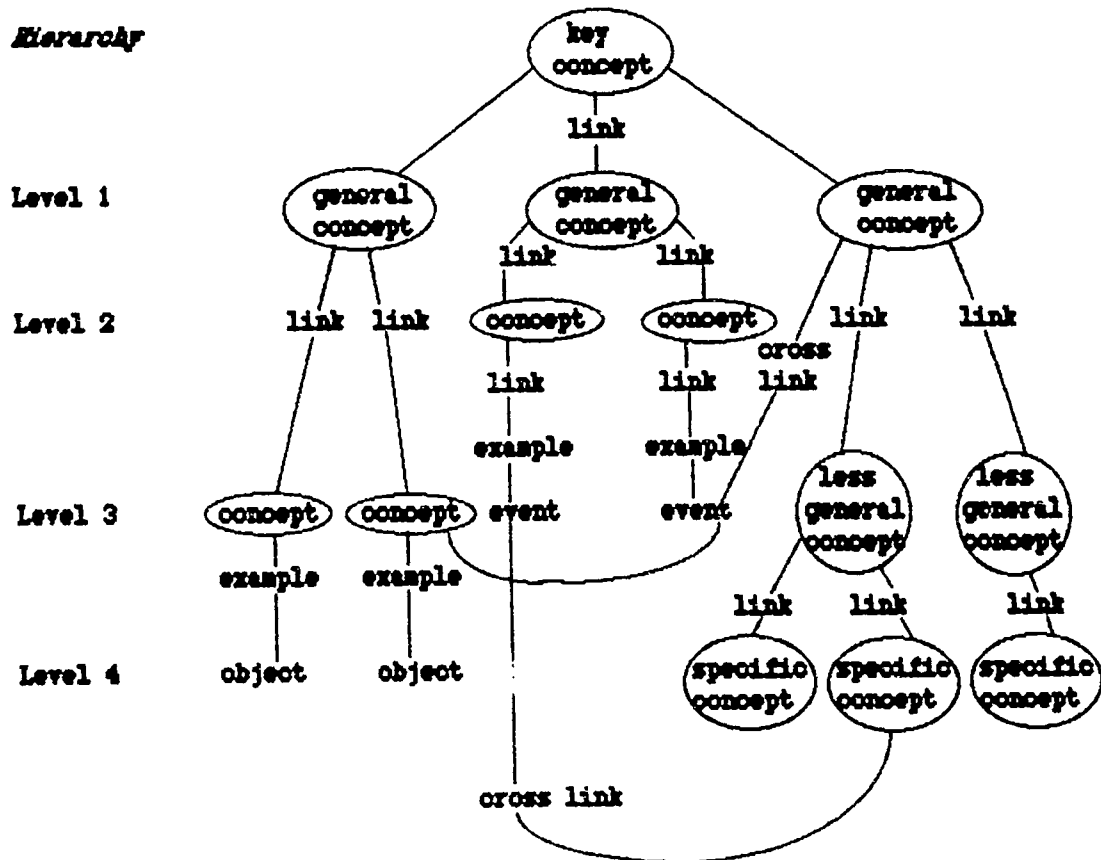 Hierarchy
key
concept
link
Level 1
general
concept
general
concept
general
concept
link
link
Level 2
link
link
concept
concept
link
link
cross
link
link
link
example
example
Level 3
concept
concept
event
event
less
general
concept
less
general
concept
example
example
link
link
link
Level 4
object
object
specific
concept
specific
concept
specific
concept
cross link